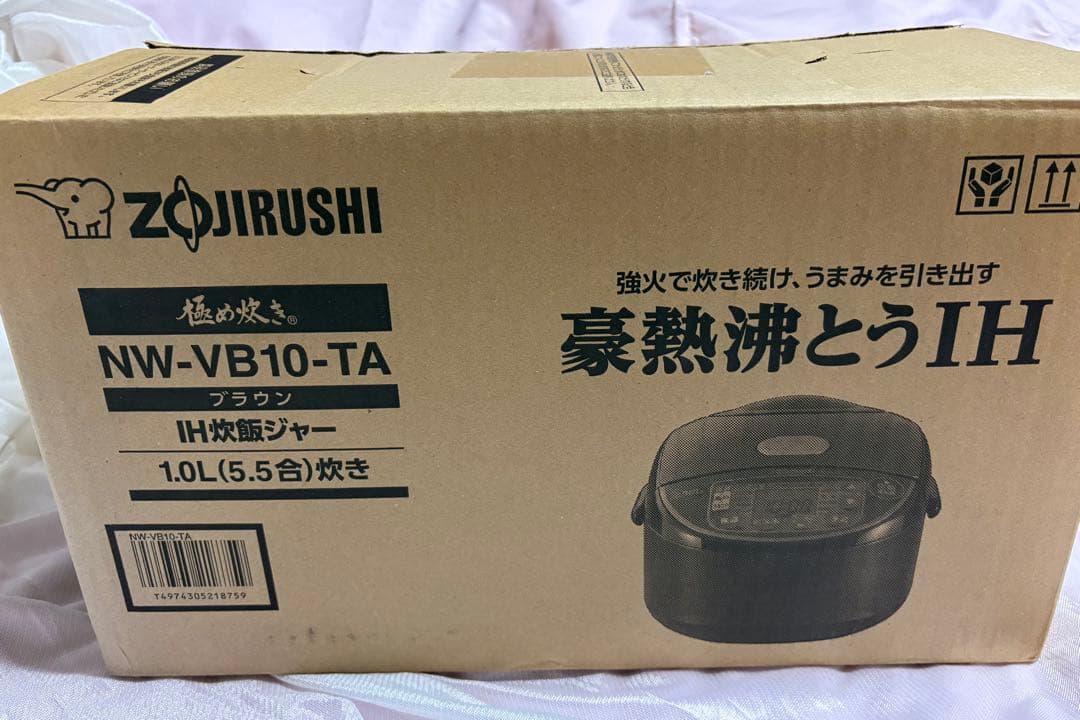 ZOJIRUSHI
極め炊き®
NW-VB10-TA
ブラウン
IH炊飯ジャー
1.0L(5.5合)炊き
NW-VB10-TA
T4974305218759
強火で炊き続け、うまみを引き出す
豪熱沸とうIH